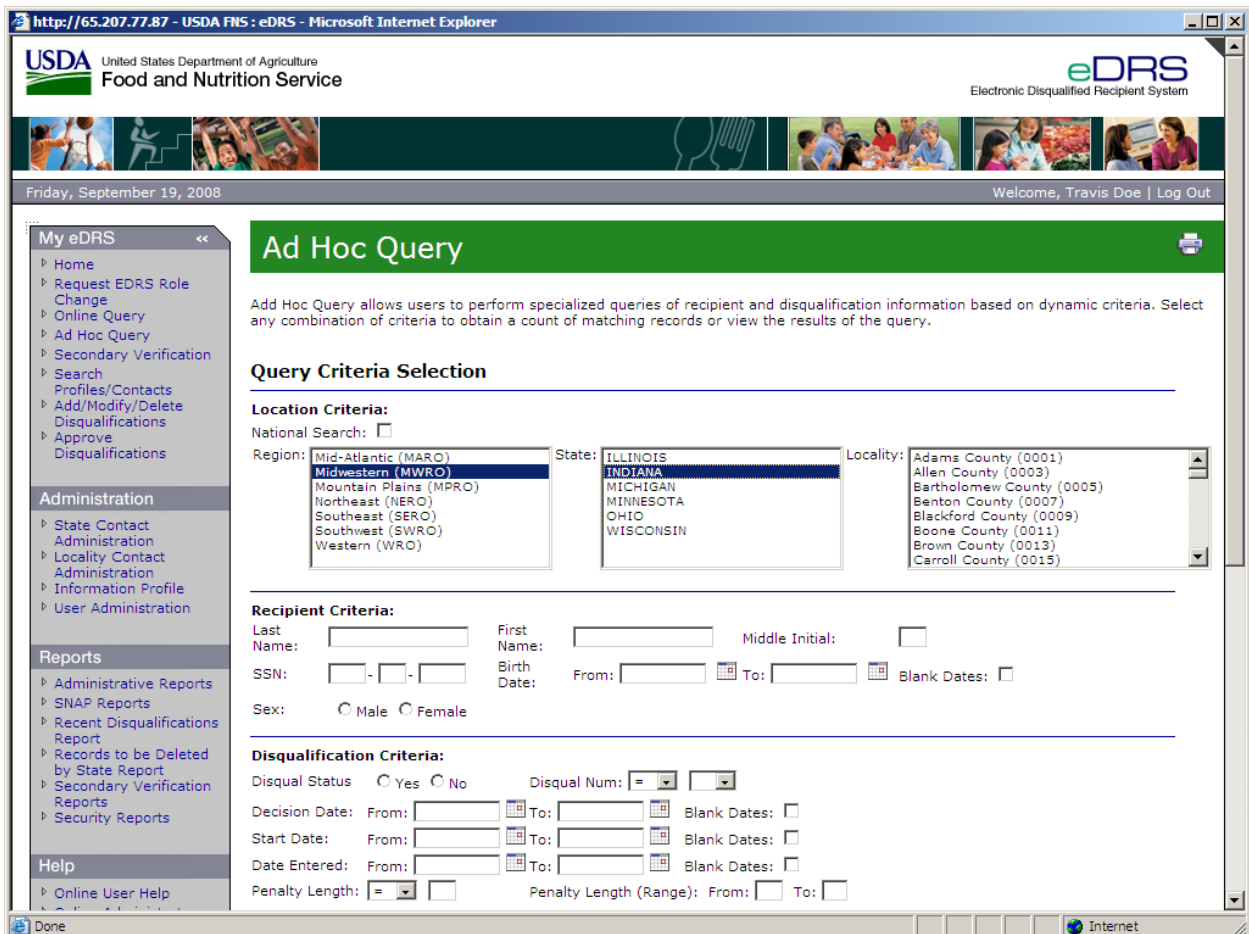 http://65.207.77.87 - USDA FNS : eDRS - Microsoft Internet Explorer
USDA United States Department of Agriculture
Food and Nutrition Service
eDRS
Electronic Disqualified Recipient System
Friday, September 19, 2008 Welcome, Travis Doe | Log Out
My eDRS <<
Home
Request EDRS Role
Change
Online Query
Ad Hoc Query
Secondary Verification
Search
Profiles/Contacts
Add/Modify/Delete
Disqualifications
Approve
Disqualifications
Administration
State Contact
Administration
Locality Contact
Administration
Information Profile
User Administration
Reports
Administrative Reports
SNAP Reports
Recent Disqualifications
Report
Records to be Deleted
by State Report
Secondary Verification
Reports
Security Reports
Help
Online User Help
Ad Hoc Query
Add Hoc Query allows users to perform specialized queries of recipient and disqualification information based on dynamic criteria. Select
any combination of criteria to obtain a count of matching records or view the results of the query.
Query Criteria Selection
Location Criteria:
National Search:
Region:
Mid-Atlantic (MARO)
Midwestern (MWRO)
Mountain Plains (MPRO)
Northeast (NERO)
Southeast (SERO)
Southwest (SWRO)
Western (WRO)
State:
ILLINOIS
INDIANA
MICHIGAN
MINNESOTA
OHIO
WISCONSIN
Locality:
Adams County (0001)
Allen County (0003)
Bartholomew County (0005)
Benton County (0007)
Blackford County (0009)
Boone County (0011)
Brown County (0013)
Carroll County (0015)
Recipient Criteria:
Last
Name:
First
Name:
Middle Initial:
SSN: - -
Birth
Date:
From: To: Blank Dates:
Sex: Male Female
Disqualification Criteria:
Disqual Status Yes No Disqual Num: =
Decision Date: From: To: Blank Dates:
Start Date: From: To: Blank Dates:
Date Entered: From: To: Blank Dates:
Penalty Length: = Penalty Length (Range): From: To:
Done Internet